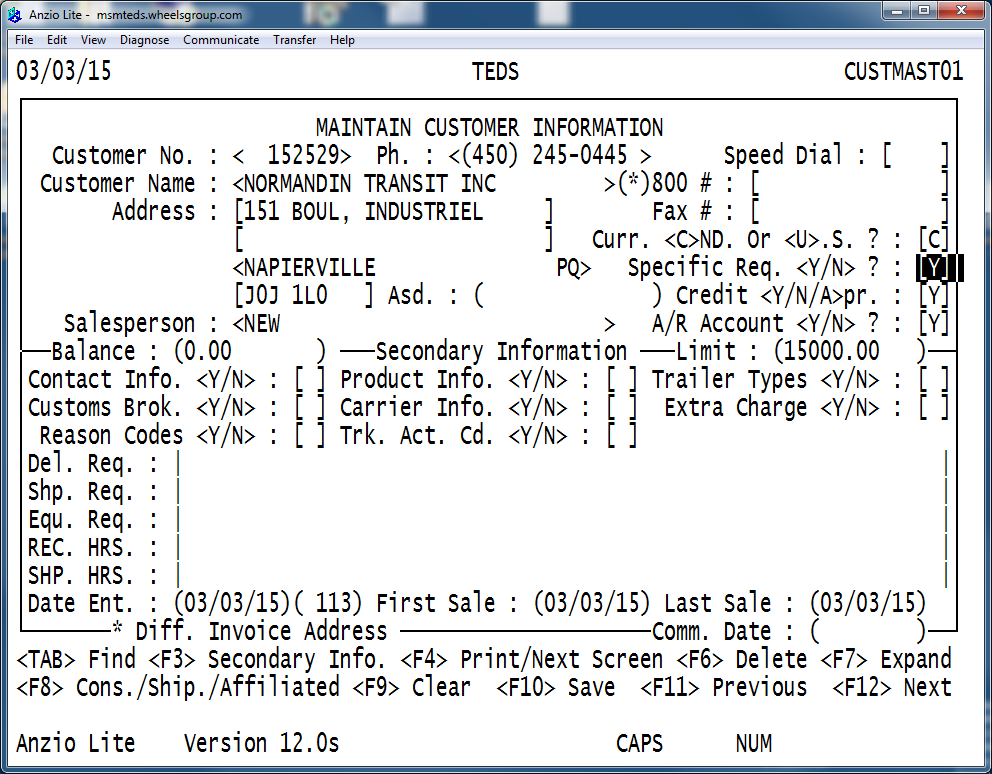 Anzio Lite - msmteds.wheelsgroup.com
File Edit View Diagnose Communicate Transfer Help
03/03/15 TEDS CUSTMAST01
MAINTAIN CUSTOMER INFORMATION
Customer No. : < 152529> Ph. : <(450) 245-0445 > Speed Dial : [ ]
Customer Name : <NORMANDIN TRANSIT INC >(*)800 # : [ ]
Address : [151 BOUL, INDUSTRIEL ] Fax # : [ ]
[ ] Curr. <C>ND. Or <U>.S. ? : [C]
<NAPIERVILLE PQ> Specific Req. <Y/N> ? : [Y]
[J0J 1L0 ] Asd. : ( ) Credit <Y/N/A>pr. : [Y]
Salesperson : <NEW > A/R Account <Y/N> ? : [Y]
Balance : (0.00 ) Secondary Information Limit : (15000.00 )
Contact Info. <Y/N> : [ ] Product Info. <Y/N> : [ ] Trailer Types <Y/N> : [ ]
Customs Brok. <Y/N> : [ ] Carrier Info. <Y/N> : [ ] Extra Charge <Y/N> : [ ]
Reason Codes <Y/N> : [ ] Trk. Act. Cd. <Y/N> : [ ]
Del. Req. : | |
Shp. Req. : | |
Equ. Req. : | |
REC. HRS. : | |
SHP. HRS. : | |
Date Ent. : (03/03/15)( 113) First Sale : (03/03/15) Last Sale : (03/03/15)
* Diff. Invoice Address Comm. Date : ( )
<TAB> Find <F3> Secondary Info. <F4> Print/Next Screen <F6> Delete <F7> Expand
<F8> Cons./Ship./Affiliated <F9> Clear <F10> Save <F11> Previous <F12> Next
Anzio Lite Version 12.0s CAPS NUM